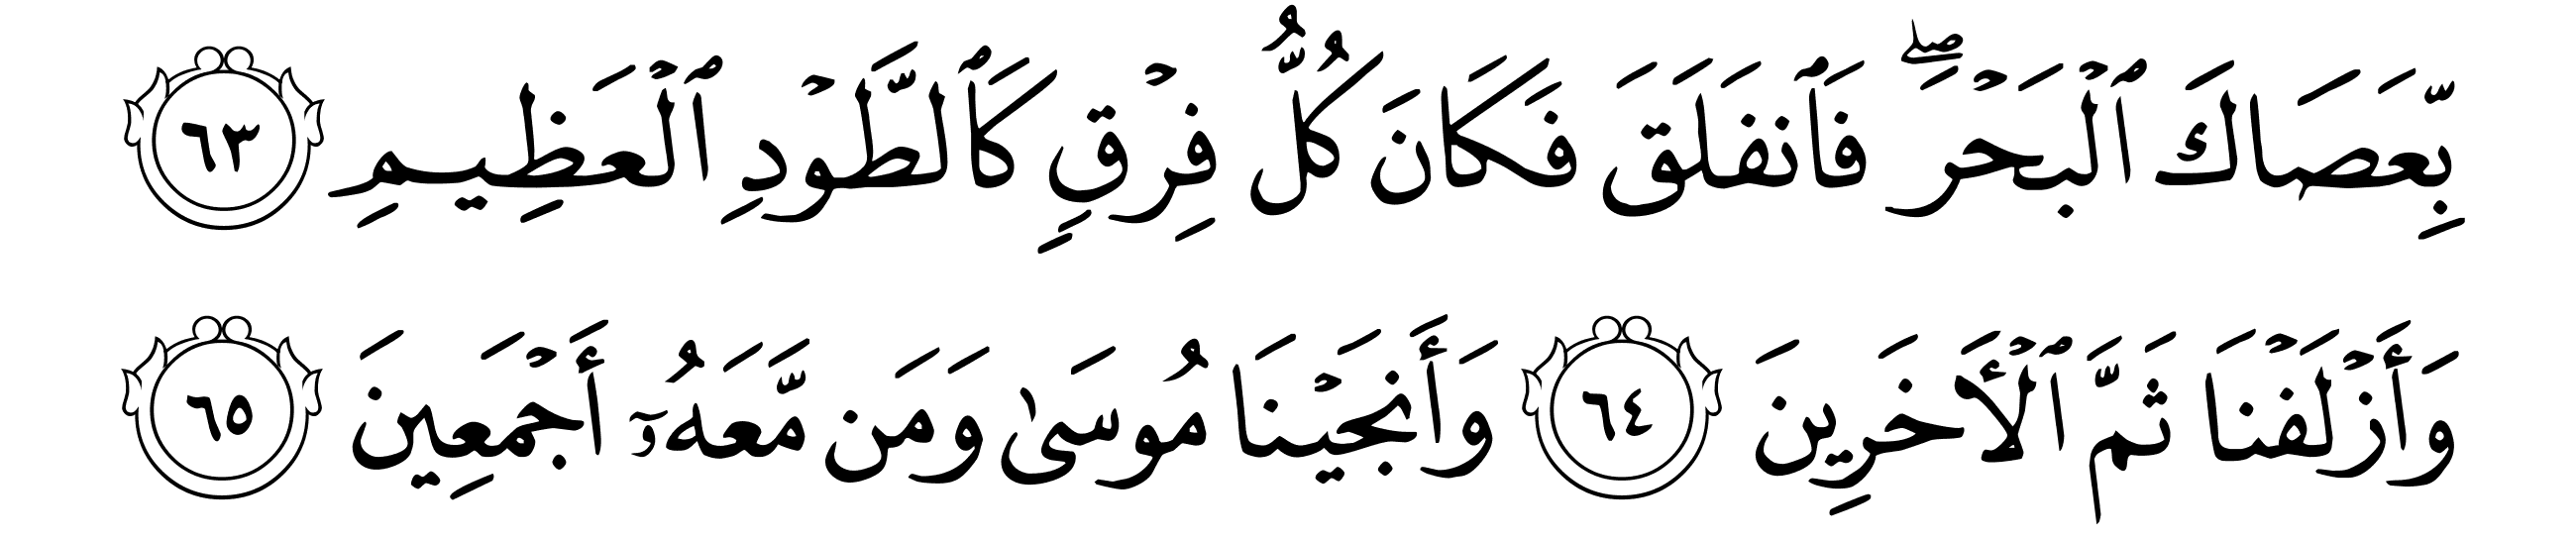 بِّعَصَاكَ ٱلْبَحْرَ ۖ فَٱنفَلَقَ فَكَانَ كُلُّ فِرْقٍ كَٱلطَّوْدِ ٱلْعَظِيمِ ٦٣
وَأَزْلَفْنَا ثَمَّ ٱلْأَخَرِينَ ٦٤ وَأَنجَيْنَا مُوسَىٰ وَمَن مَّعَهُۥٓ أَجْمَعِينَ ٦٥